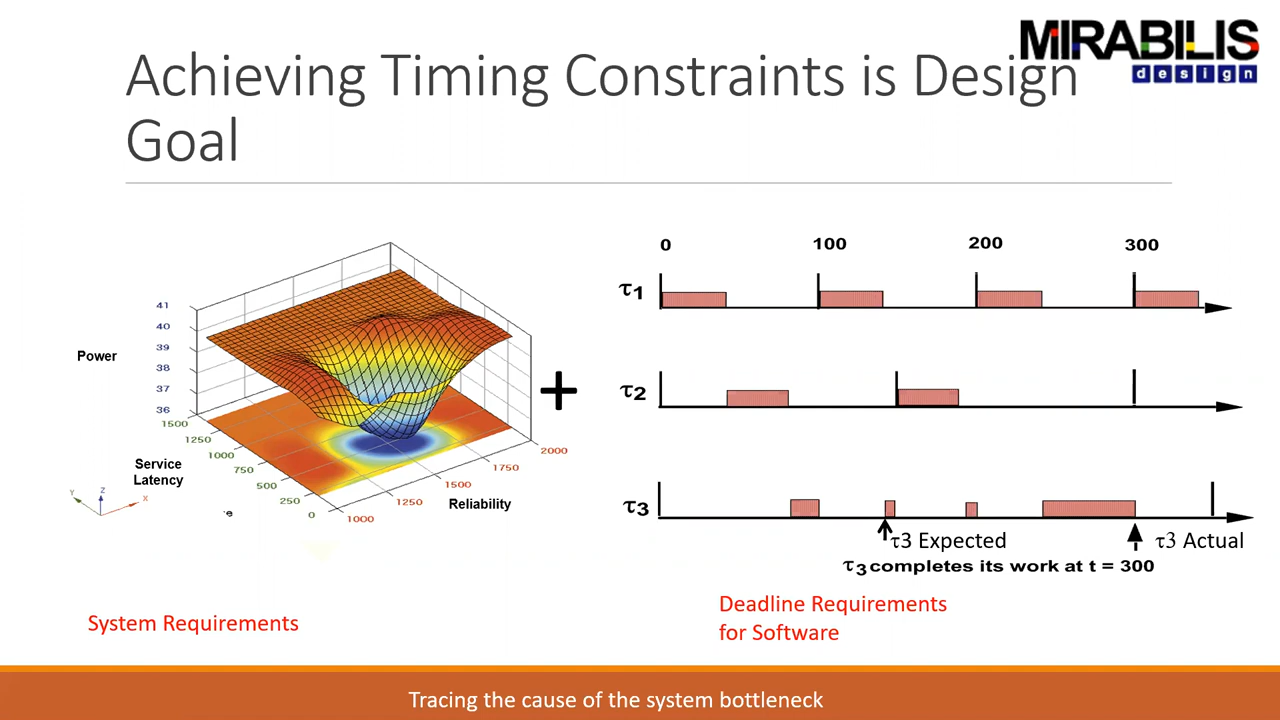 MIRABILIS
design
Achieving Timing Constraints is Design
Goal
41
40
39
38
37
36
Power
1500
1250
1000
750
500
250
0
Service
Latency
1000
1250
1500
1750
2000
Reliability
Y
Z
X
+
0 100 200 300
τ1
τ2
τ3
τ3 Expected
τ3 Actual
τ3 completes its work at t = 300
System Requirements
Deadline Requirements
for Software
Tracing the cause of the system bottleneck